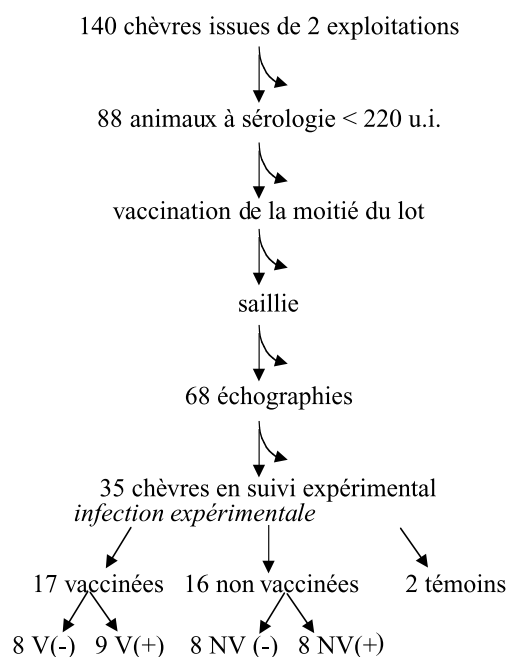 140 chèvres issues de 2 exploitations
88 animaux à sérologie < 220 u.i.
vaccination de la moitié du lot
saillie
68 échographies
35 chèvres en suivi expérimental
infection expérimentale
17 vaccinées 16 non vaccinées 2 témoins
8 V(-) 9 V(+) 8 NV (-) 8 NV(+)